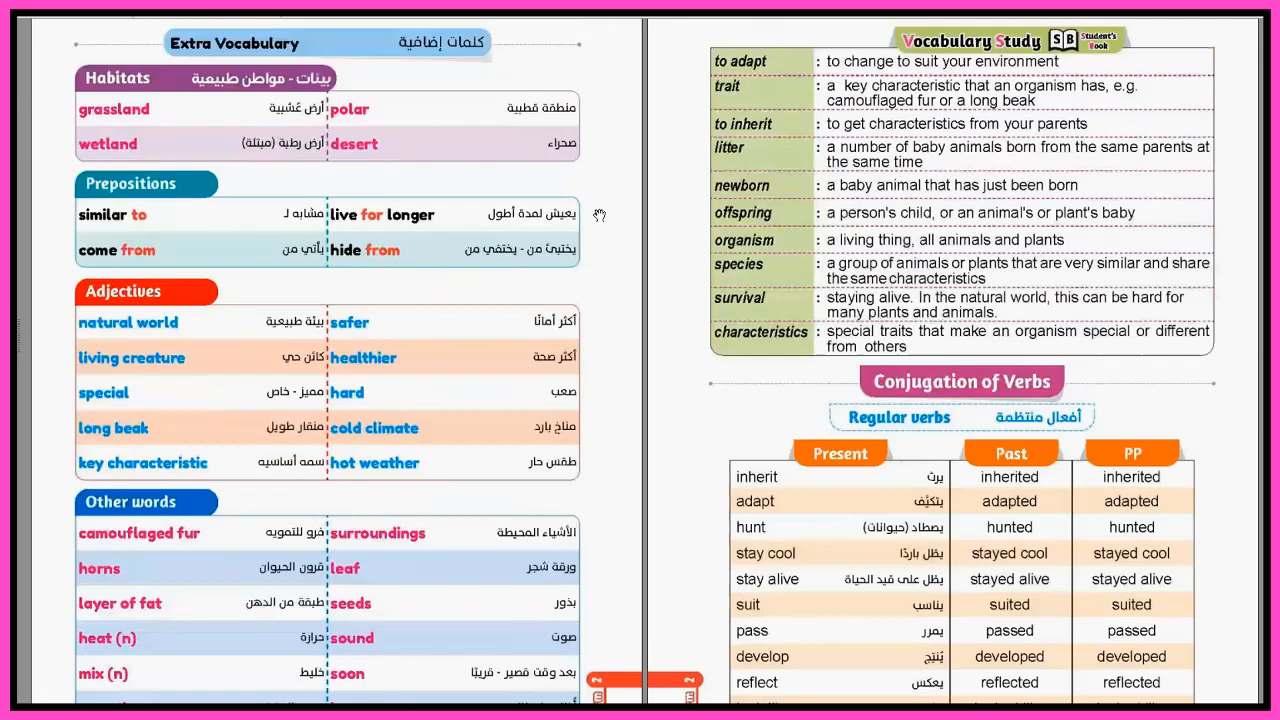 Extra Vocabulary كلمات إضافية
Habitats بيئات - مواطن طبيعية
grassland أرض عُشبية polar منطقة قطبية
wetland أرض رطبة (مبتلة) desert صحراء
Prepositions
similar to مشابه لـ live for longer يعيش لمدة أطول
come from يأتي من hide from يختبئ من - يختفي من
Adjectives
natural world بيئة طبيعية safer أكثر أمانًا
living creature كائن حي healthier أكثر صحة
special مميز - خاص hard صعب
long beak منقار طويل cold climate مناخ بارد
key characteristic سمه أساسيه hot weather طقس حار
Other words
camouflaged fur فرو للتمويه surroundings الأشياء المحيطة
horns قرون الحيوان leaf ورقة شجر
layer of fat طبقة من الدهن seeds بذور
heat (n) حرارة sound صوت
mix (n) خليط soon بعد وقت قصير - قريبًا
2
Vocabulary Study SB Student's Book
to adapt : to change to suit your environment
trait : a key characteristic that an organism has, e.g.
camouflaged fur or a long beak
to inherit : to get characteristics from your parents
litter : a number of baby animals born from the same parents at
the same time
newborn : a baby animal that has just been born
offspring : a person's child, or an animal's or plant's baby
organism : a living thing, all animals and plants
species : a group of animals or plants that are very similar and share
the same characteristics
survival : staying alive. In the natural world, this can be hard for
many plants and animals.
characteristics : special traits that make an organism special or different
from others
Conjugation of Verbs
Regular verbs أفعال منتظمة
Present Past PP
inherit يرث inherited inherited
adapt يتكيَّف adapted adapted
hunt يصطاد (حيوانات) hunted hunted
stay cool يظل باردًا stayed cool stayed cool
stay alive يظل على قيد الحياة stayed alive stayed alive
suit يناسب suited suited
pass يمرر passed passed
develop يُنتِج developed developed
reflect يعكس reflected reflected
2